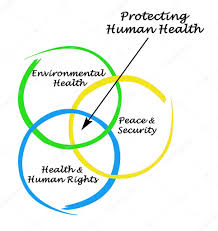 Protecting
Human Health
Environmental
Health
Peace &
Security
Health &
Human Rights